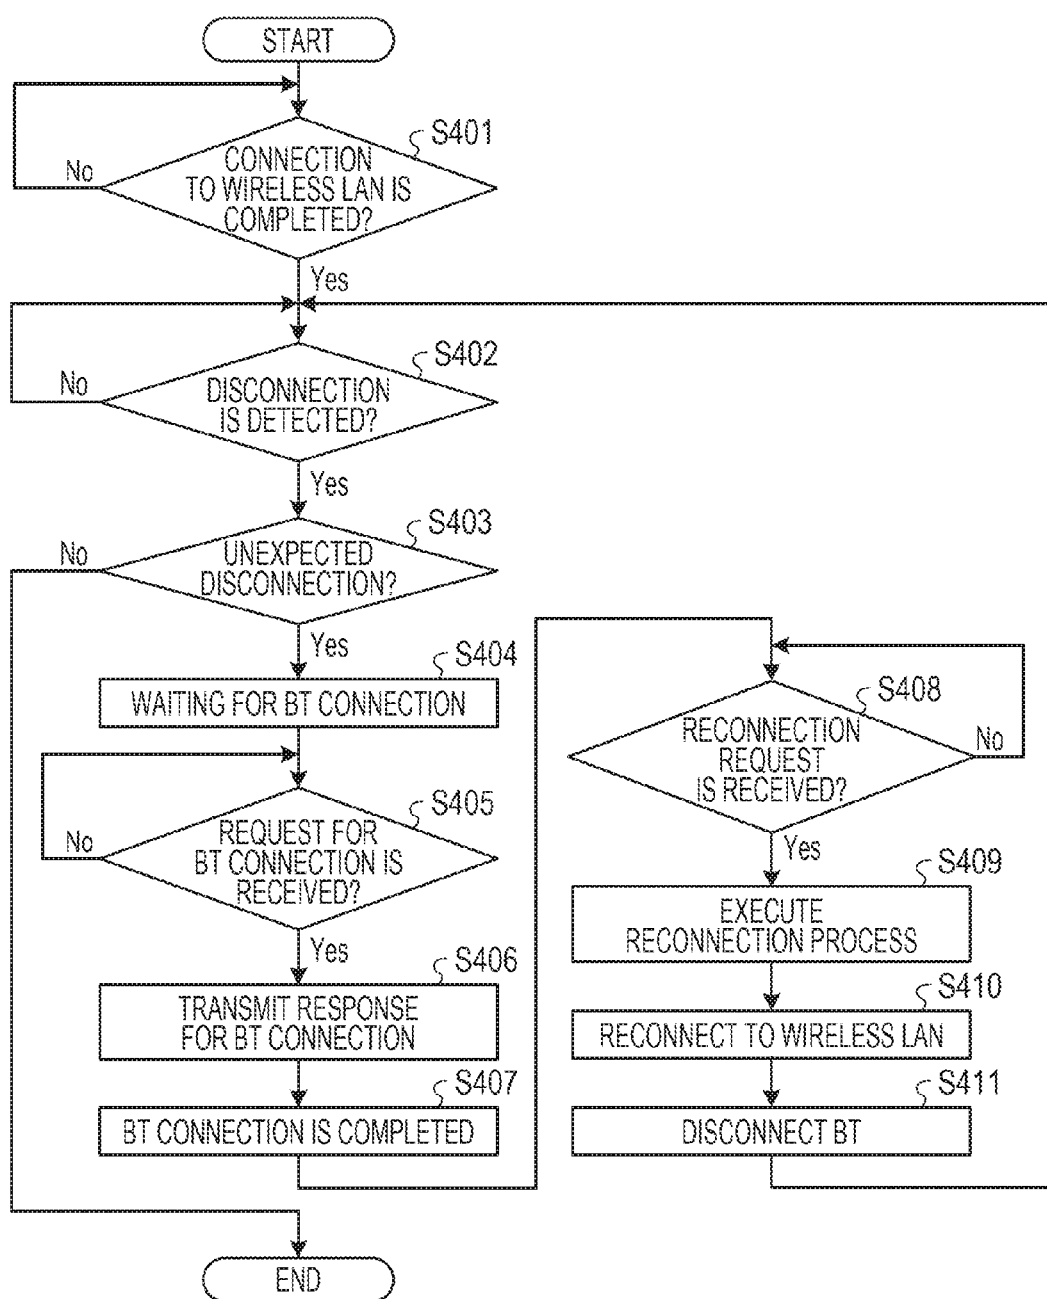 START
S401
CONNECTION
TO WIRELESS LAN IS
COMPLETED?
No
Yes
S402
DISCONNECTION
IS DETECTED?
No
Yes
S403
UNEXPECTED
DISCONNECTION?
No
Yes
S404
WAITING FOR BT CONNECTION
S405
REQUEST FOR
BT CONNECTION IS
RECEIVED?
No
Yes
S406
TRANSMIT RESPONSE
FOR BT CONNECTION
S407
BT CONNECTION IS COMPLETED
S408
RECONNECTION
REQUEST
IS RECEIVED?
No
Yes
S409
EXECUTE
RECONNECTION PROCESS
S410
RECONNECT TO WIRELESS LAN
S411
DISCONNECT BT
END